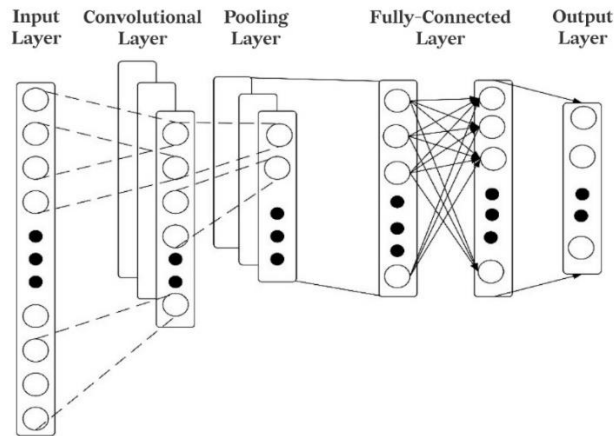 Input
Layer
Convolutional
Layer
Pooling
Layer
Fully-Connected
Layer
Output
Layer